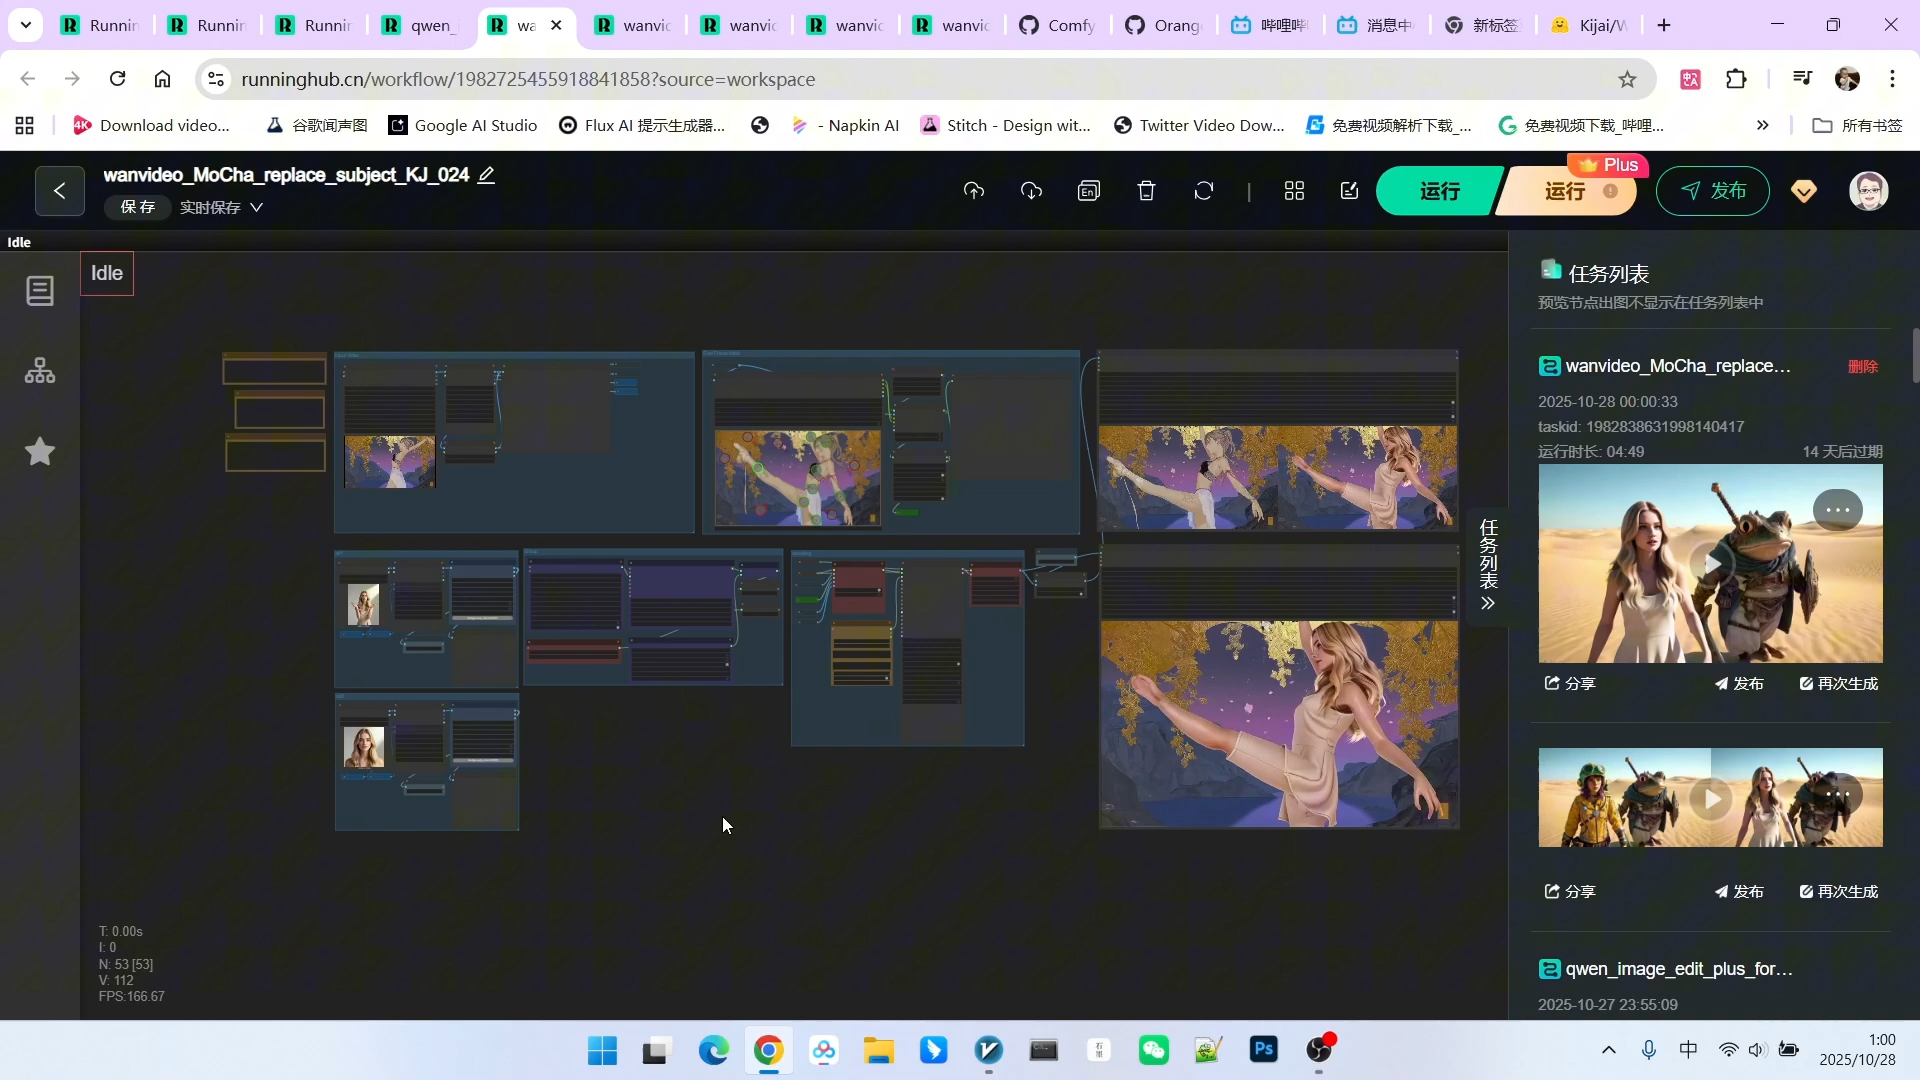 Runnin
Runnin
Runnin
qwen_
wa
wanvic
wanvic
wanvic
wanvic
Comfy
Orang
哔哩哔
消息中
新标签
Kijai/W
runninghub.cn/workflow/1982725455918841858?source=workspace
Download video...
谷歌闻声图
Google AI Studio
Flux AI 提示生成器...
- Napkin AI
Stitch - Design wit...
Twitter Video Dow...
免费视频解析下载_...
免费视频下载_哔哩...
所有书签
wanvideo_MoCha_replace_subject_KJ_024
保存
实时保存
En
运行
运行
Plus
发布
Idle
Idle
任务列表
任务列表
预览节点出图不显示在任务列表中
wanvideo_MoCha_replace...
删除
2025-10-28 00:00:33
taskid: 1982838631998140417
运行时长: 04:49
14 天后过期
分享
发布
再次生成
分享
发布
再次生成
qwen_image_edit_plus_for...
2025-10-27 23:55:09
T: 0.00s
I: 0
N: 53 [53]
V: 112
FPS:166.67
Ps
中
1:00
2025/10/28